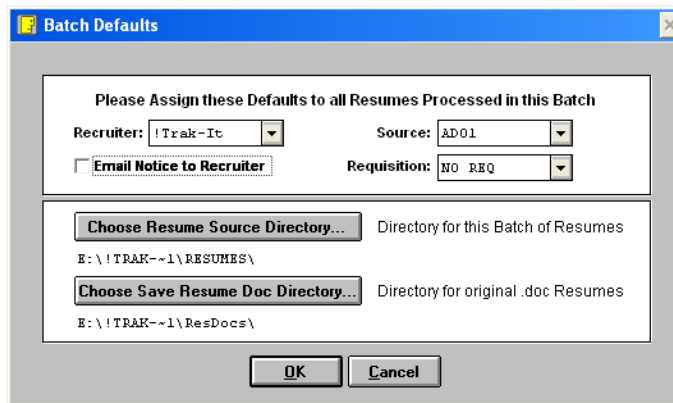 Batch Defaults
Please Assign these Defaults to all Resumes Processed in this Batch
Recruiter: !Trak-It Source: AD01
Email Notice to Recruiter Requisition: NO REQ
Choose Resume Source Directory... Directory for this Batch of Resumes
E:\!TRAK-~1\RESUMES\
Choose Save Resume Doc Directory... Directory for original .doc Resumes
E:\!TRAK-~1\ResDocs\
OK Cancel